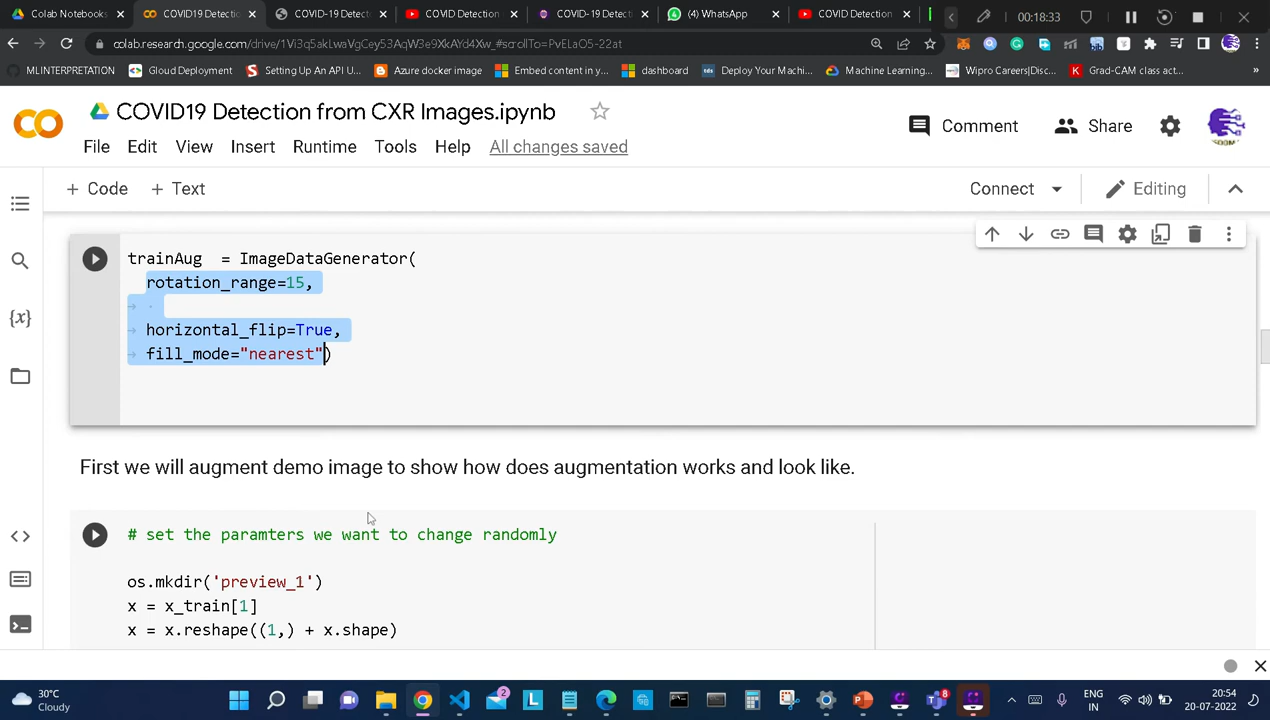 Colab Notebooks
COVID19 Detection
COVID-19 Detect
COVID Detection
COVID-19 Detect
(4) WhatsApp
COVID Detection
00:18:33
colab.research.google.com/drive/1Vi3q5akLwaVgCey53AqW3e9XkAYd4Xw_#scrollTo=PvELaO5-22at
MLINTERPRETATION
Gloud Deployment
Setting Up An API U...
Azure docker image
Embed content in y...
dashboard
Deploy Your Machi...
Machine Learning...
Wipro Careers|Disc...
Grad-CAM class act...
COVID19 Detection from CXR Images.ipynb
File Edit View Insert Runtime Tools Help All changes saved
Comment
Share
+ Code + Text
Connect
Editing
trainAug = ImageDataGenerator(
rotation_range=15,
horizontal_flip=True,
fill_mode="nearest")
First we will augment demo image to show how does augmentation works and look like.
# set the paramters we want to change randomly
os.mkdir('preview_1')
x = x_train[1]
x = x.reshape((1,) + x.shape)
30°C
Cloudy
ENG
IN
20:54
20-07-2022